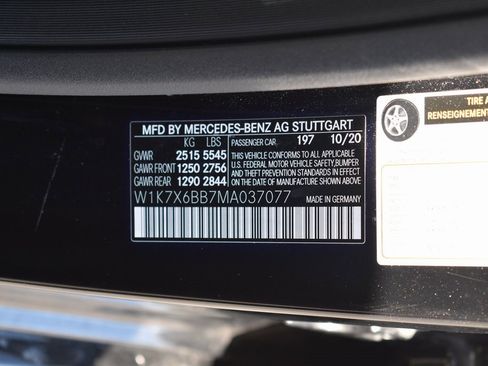 MFD BY MERCEDES-BENZ AG STUTTGART
KG LBS PASSENGER CAR. 197 10/20
GVWR 2515 5545 THIS VEHICLE CONFORMS TO ALL APPLICABLE
GAWR FRONT 1250 2756 U.S. FEDERAL MOTOR VEHICLE SAFETY, BUMPER
GAWR REAR 1290 2844 AND THEFT PREVENTION STANDARDS IN
EFFECT ON THE DATE OF MANUFACTURE SHOWN ABOVE.
W1K7X6BB7MA037077
MADE IN GERMANY
TIRE A
RENSEIGNEMENT